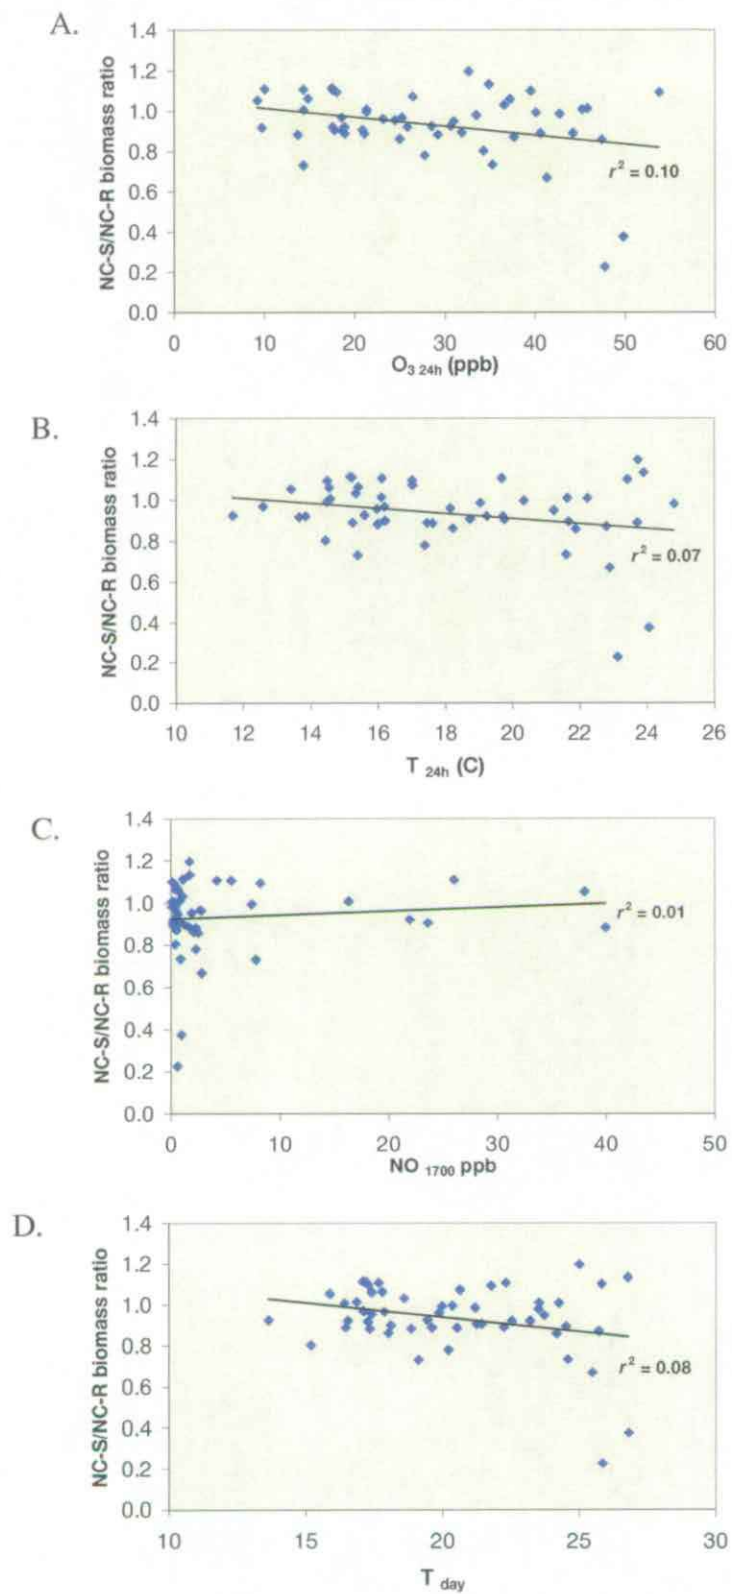 A.
NC-S/NC-R biomass ratio
1.4
1.2
1.0
0.8
0.6
0.4
0.2
0.0
r² = 0.10
0 10 20 30 40 50 60
O₃ 24h (ppb)
B.
NC-S/NC-R biomass ratio
1.4
1.2
1.0
0.8
0.6
0.4
0.2
0.0
r² = 0.07
10 12 14 16 18 20 22 24 26
T 24h (C)
C.
NC-S/NC-R biomass ratio
1.4
1.2
1.0
0.8
0.6
0.4
0.2
0.0
r² = 0.01
0 10 20 30 40 50
NO 1700 ppb
D.
NC-S/NC-R biomass ratio
1.4
1.2
1.0
0.8
0.6
0.4
0.2
0.0
r² = 0.08
10 15 20 25 30
T day